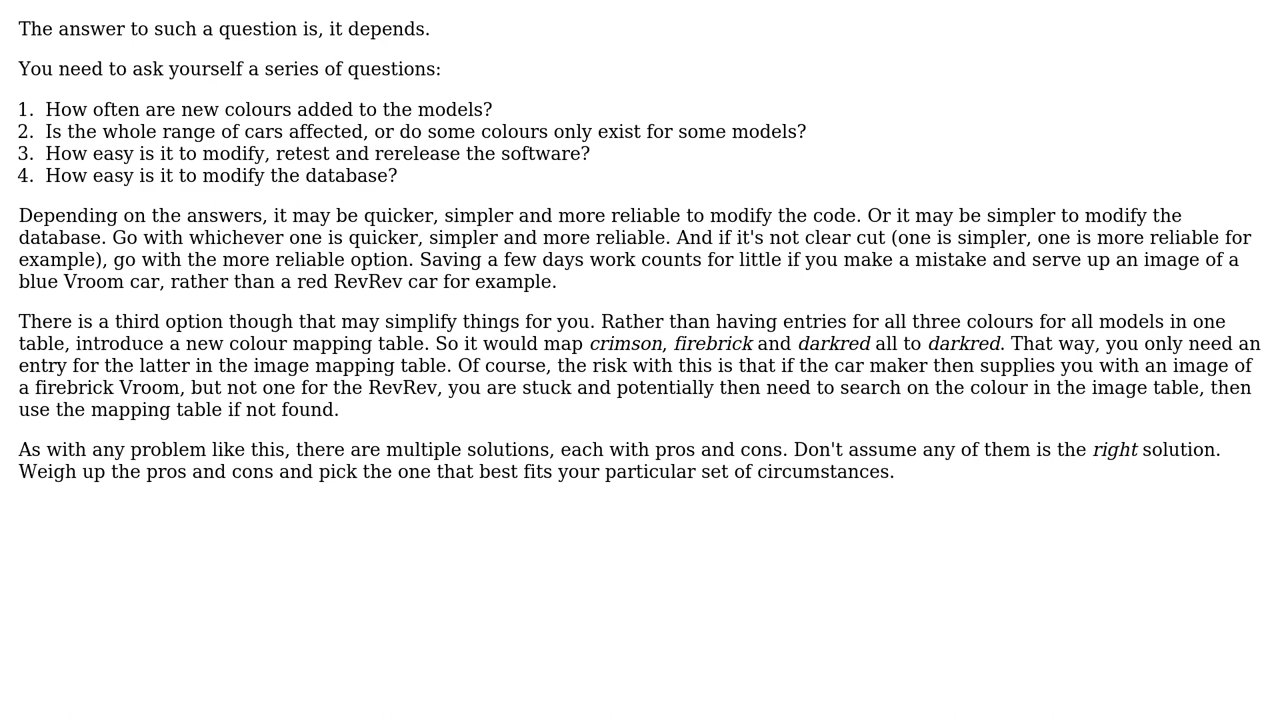 The answer to such a question is, it depends.
You need to ask yourself a series of questions:
1. How often are new colours added to the models?
2. Is the whole range of cars affected, or do some colours only exist for some models?
3. How easy is it to modify, retest and rerelease the software?
4. How easy is it to modify the database?
Depending on the answers, it may be quicker, simpler and more reliable to modify the code. Or it may be simpler to modify the
database. Go with whichever one is quicker, simpler and more reliable. And if it's not clear cut (one is simpler, one is more reliable for
example), go with the more reliable option. Saving a few days work counts for little if you make a mistake and serve up an image of a
blue Vroom car, rather than a red RevRev car for example.
There is a third option though that may simplify things for you. Rather than having entries for all three colours for all models in one
table, introduce a new colour mapping table. So it would map crimson, firebrick and darkred all to darkred. That way, you only need an
entry for the latter in the image mapping table. Of course, the risk with this is that if the car maker then supplies you with an image of
a firebrick Vroom, but not one for the RevRev, you are stuck and potentially then need to search on the colour in the image table, then
use the mapping table if not found.
As with any problem like this, there are multiple solutions, each with pros and cons. Don't assume any of them is the right solution.
Weigh up the pros and cons and pick the one that best fits your particular set of circumstances.